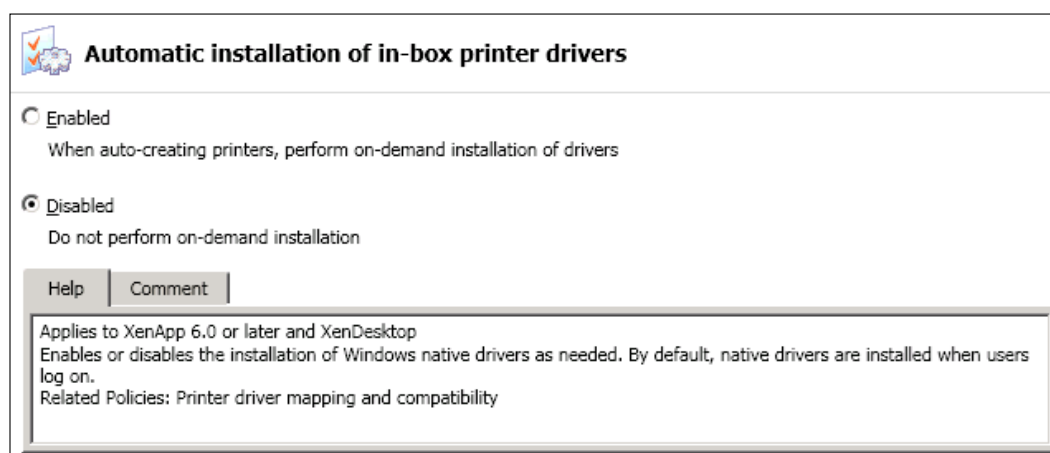 Automatic installation of in-box printer drivers
Enabled
When auto-creating printers, perform on-demand installation of drivers
Disabled
Do not perform on-demand installation
Help Comment
Applies to XenApp 6.0 or later and XenDesktop
Enables or disables the installation of Windows native drivers as needed. By default, native drivers are installed when users
log on.
Related Policies: Printer driver mapping and compatibility